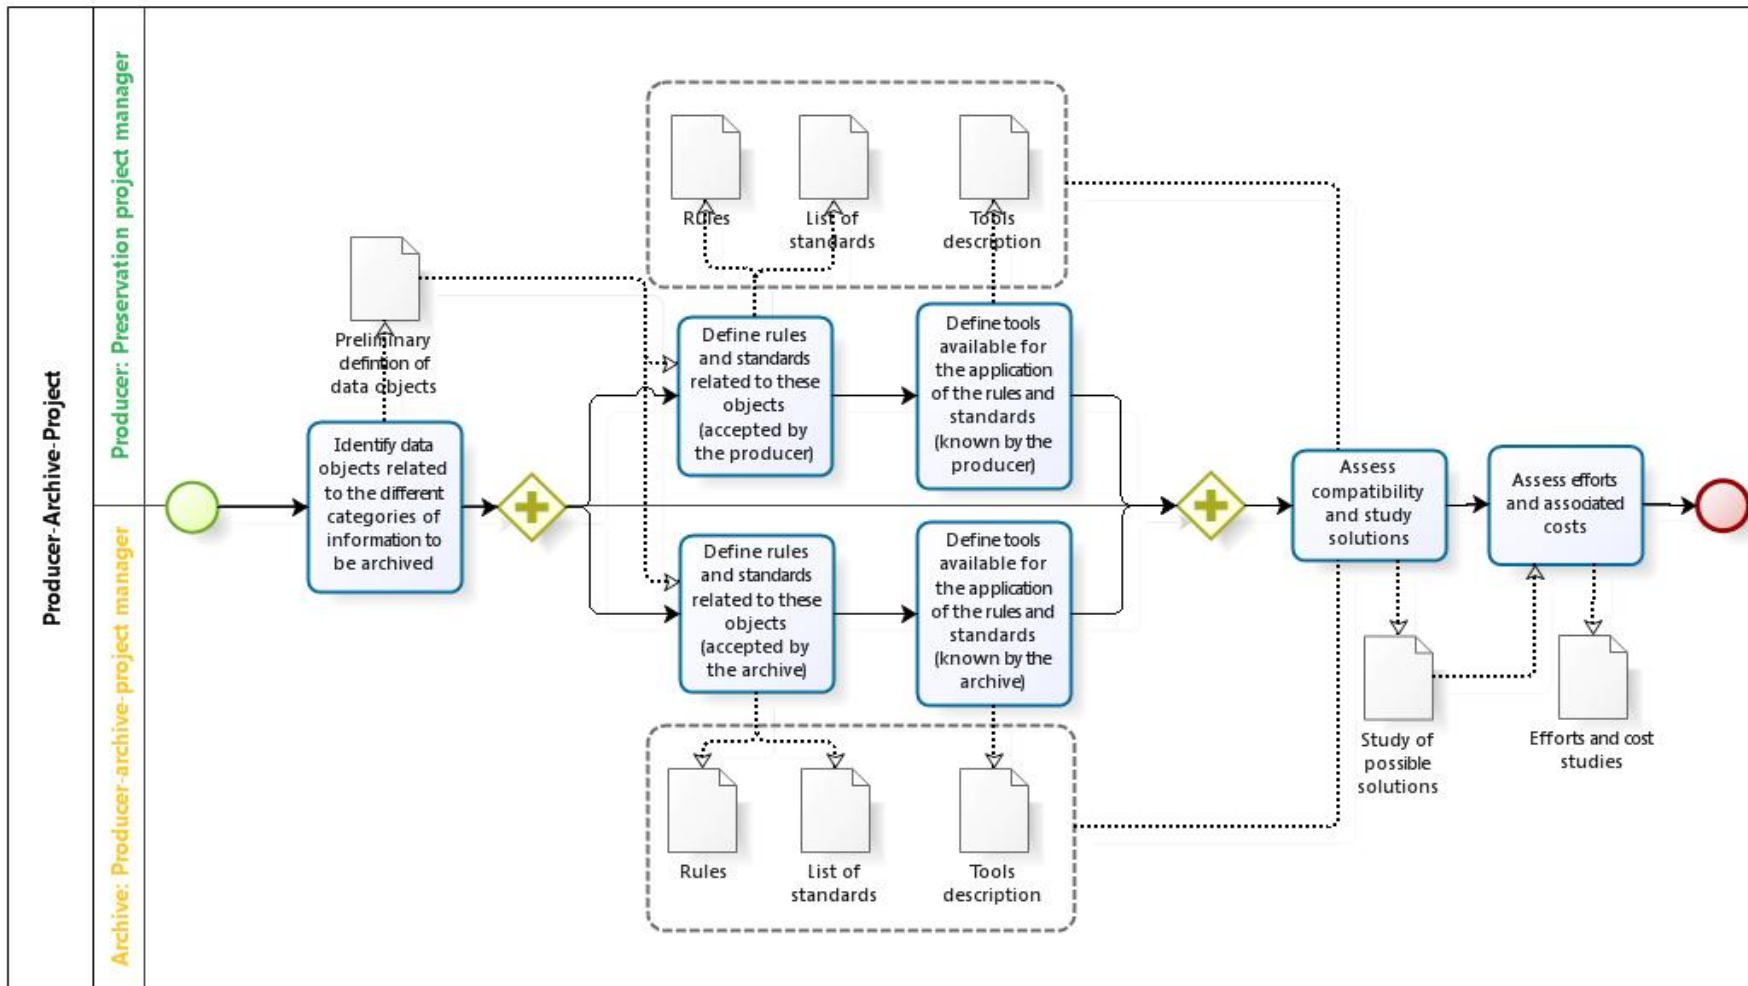 Producer-Archive-Project
Producer: Preservation project manager
Archive: Producer-archive-project manager
Rules
List of
standards
Tools
description
Preliminary
defintion of
data objects
Identify data
objects related
to the different
categories of
information to
be archived
Define rules
and standards
related to these
objects
(accepted by
the producer)
Define tools
available for
the application
of the rules and
standards
(known by the
producer)
Define rules
and standards
related to these
objects
(accepted by
the archive)
Define tools
available for
the application
of the rules and
standards
(known by the
archive)
Assess
compatibility
and study
solutions
Assess efforts
and associated
costs
Study of
possible
solutions
Efforts and cost
studies
Rules
List of
standards
Tools
description